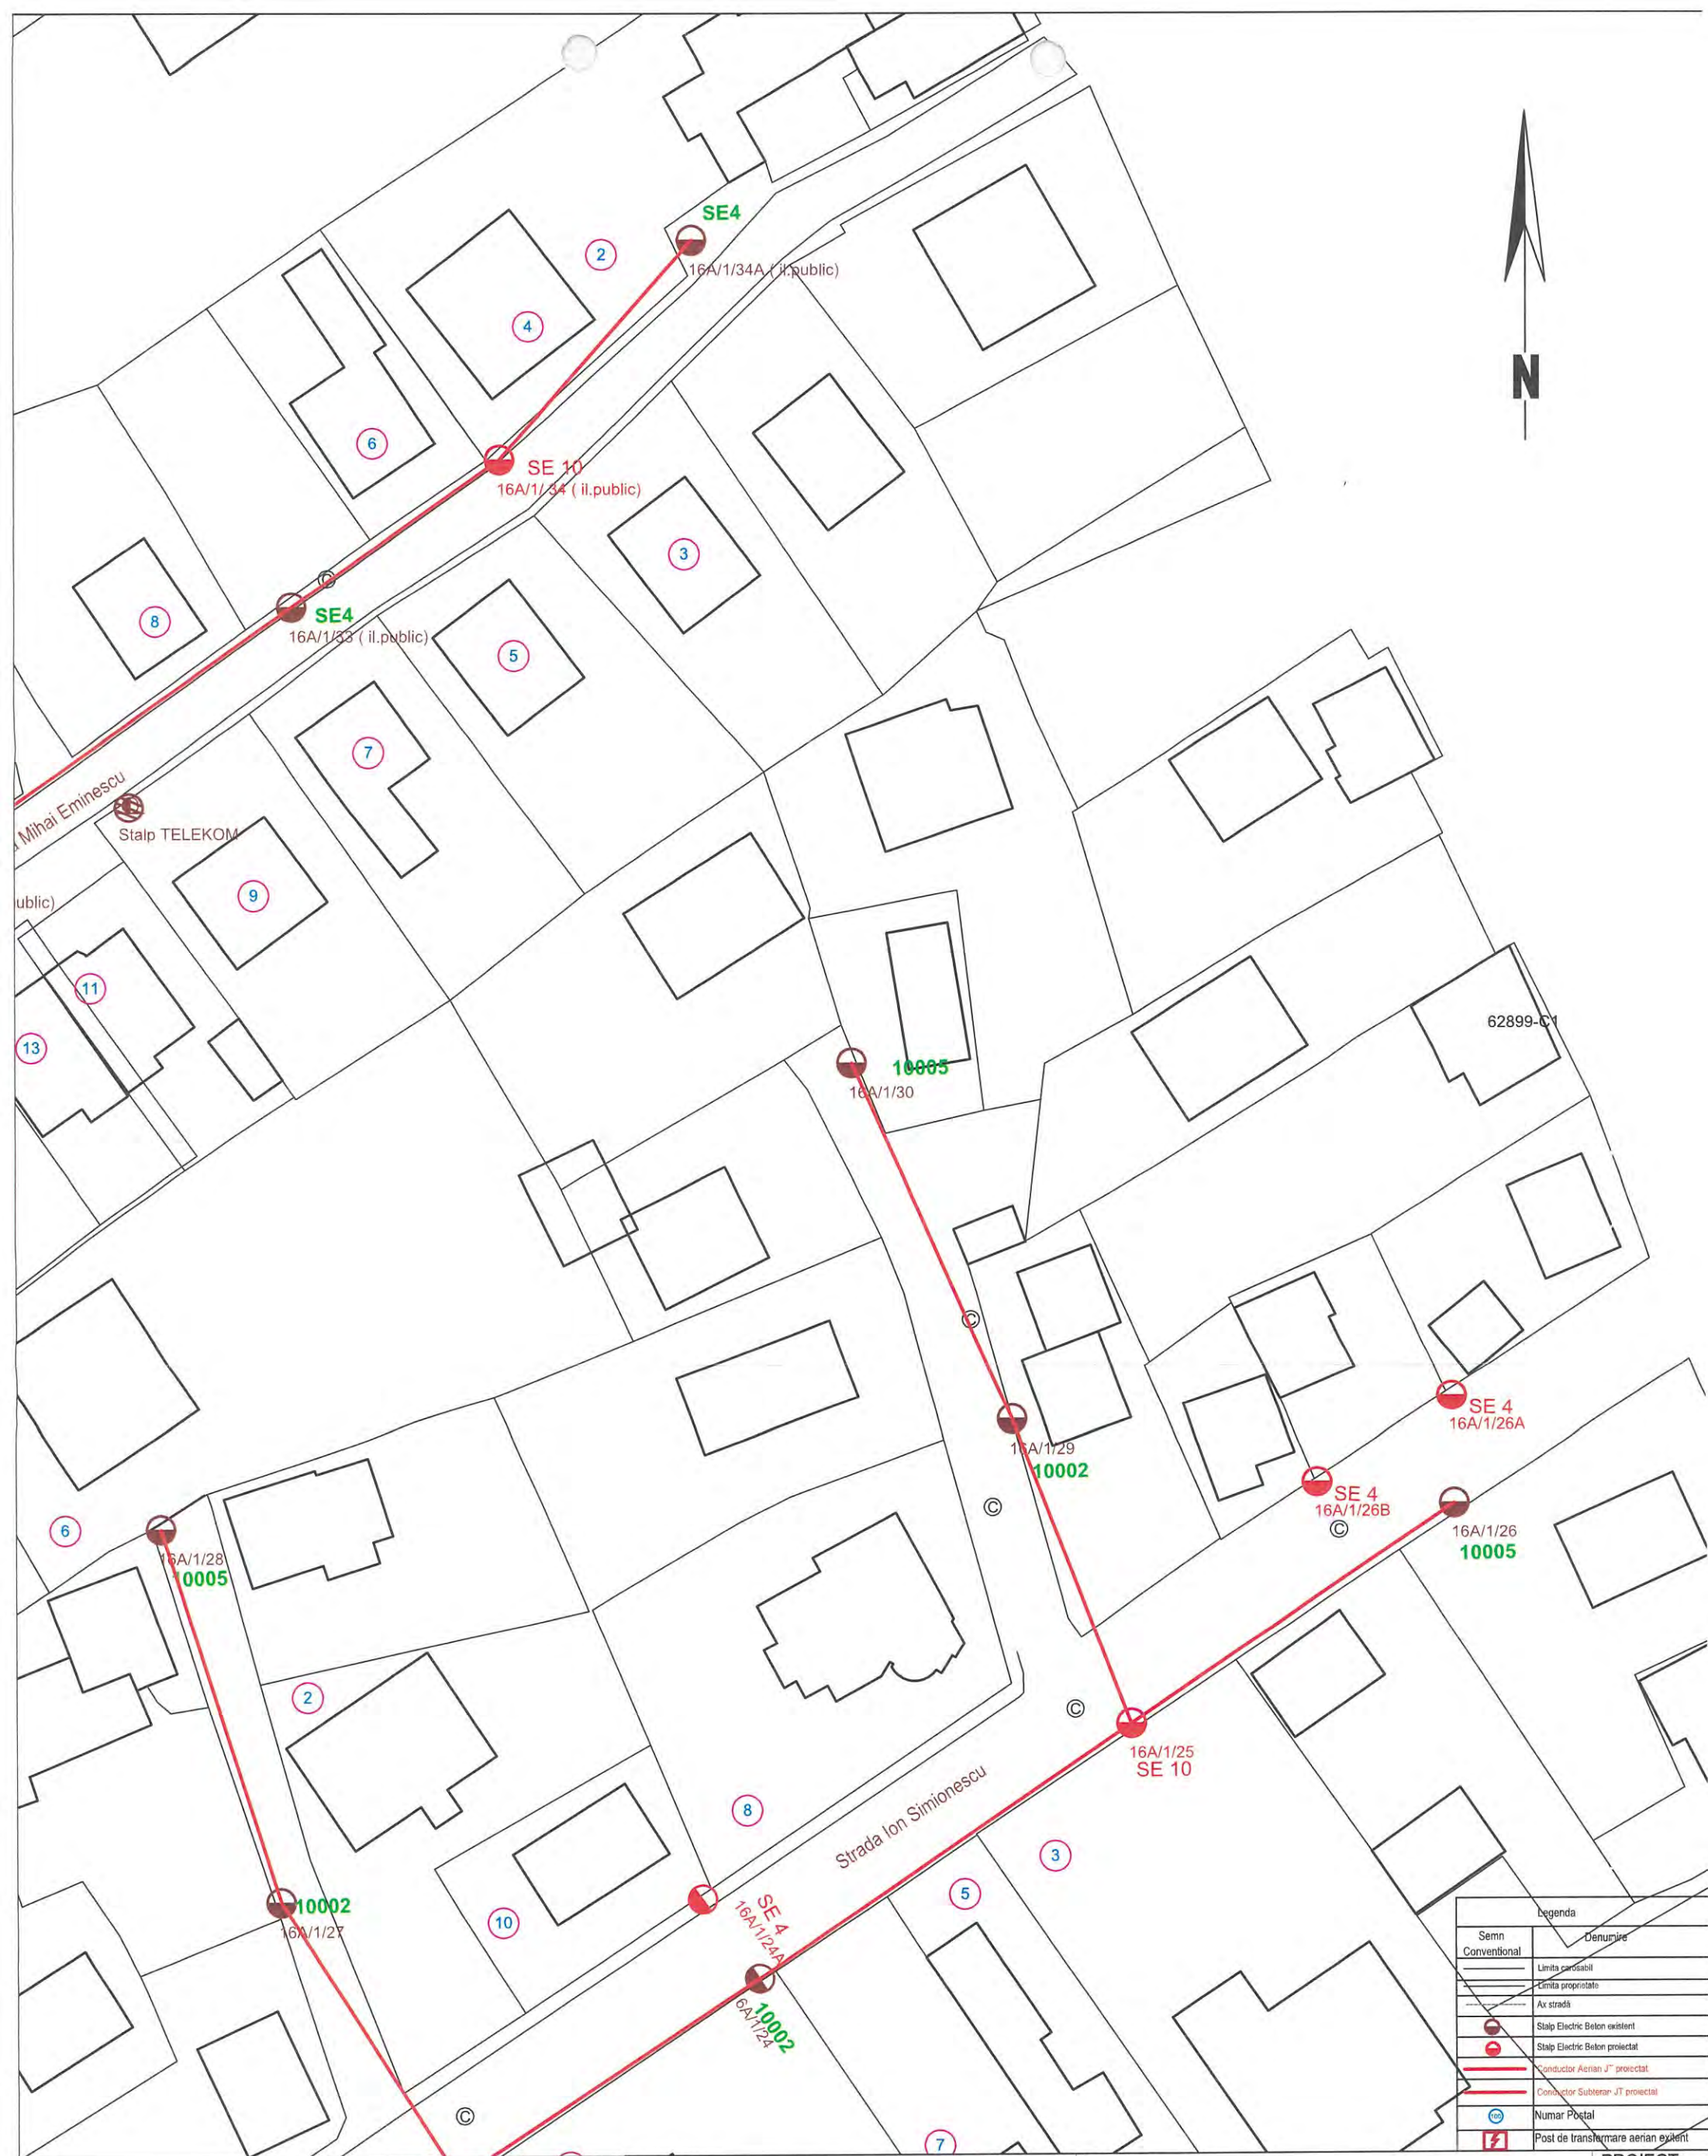 SE4
16A/1/34A ( il.public)
2
4
N
6
SE 10
16A/1/ 34 ( il.public)
3
©
SE4
16A/1/33 ( il.public)
8
5
7
Mihai Eminescu
Stalp TELEKOM
9
ublic)
11
13
62899-C1
10005
16A/1/30
©
SE 4
16A/1/26A
16A/1/29
10002
©
SE 4
16A/1/26B
©
16A/1/26
10005
6
16A/1/28
10005
2
©
16A/1/25
SE 10
8
Strada Ion Simionescu
3
5
10002
16A/1/27
10
SE 4
16A/1/24A
10002
6A/1/24
©
7
Legenda
Semn Conventional
Denumire
Limita carosabil
Limita proprietate
Ax stradă
Stalp Electric Beton existent
Stalp Electric Beton proiectat
Conductor Aerian JT proiectat
Conductor Subteran JT proiectat
100
Numar Postal
Post de transformare aerian exitent